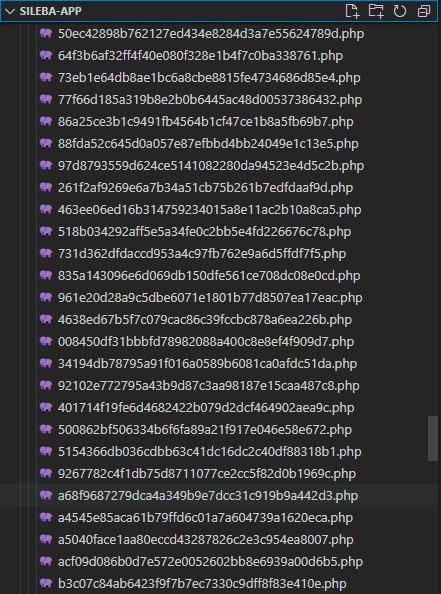 SILEBA-APP
50ec42898b762127ed434e8284d3a7e55624789d.php
64f3b6af32ff4f40e080f328e1b4f7c0ba338761.php
73eb1e64db8ae1bc6a8cbe8815fe4734686d85e4.php
77f66d185a319b8e2b0b6445ac48d00537386432.php
86a25ce3b1c9491fb4564b1cf47ce1b8a5fb69b7.php
88fda52c645d0a057e87efbbd4bb24049e1c13e5.php
97d8793559d624ce5141082280da94523e4d5c2b.php
261f2af9269e6a7b34a51cb75b261b7edfdaaf9d.php
463ee06ed16b314759234015a8e11ac2b10a8ca5.php
518b034292aff5e5a34fe0c2bb5e4fd226676c78.php
731d362dfdaccd953a4c97fb762e9a6d5ffdf7f5.php
835a143096e6d069db150dfe561ce708dc08e0cd.php
961e20d28a9c5dbe6071e1801b77d8507ea17eac.php
4638ed67b5f7c079cac86c39fccbc878a6ea226b.php
008450df31bbbfd78982088a400c8e8ef4f909d7.php
34194db78795a91f016a0589b6081ca0afdc51da.php
92102e772795a43b9d87c3aa98187e15caa487c8.php
401714f19fe6d4682422b079d2dcf464902aea9c.php
500862bf506334b6f6fa89a21f917e046e58e672.php
5154366db036cdbb63c41dc16dc2c40df88318b1.php
9267782c4f1db75d8711077ce2cc5f82d0b1969c.php
a68f9687279dca4a349b9e7dcc31c919b9a442d3.php
a4545e85aca61b79ffd6c01a7a604739a1620eca.php
a5040face1aa80eccd43287826c2e3c954ea8007.php
acf09d086b0d7e572e0052602bb8e6939a00d6b5.php
b3c07c84ab6423f9f7b7ec7330c9dff8f83e410e.php